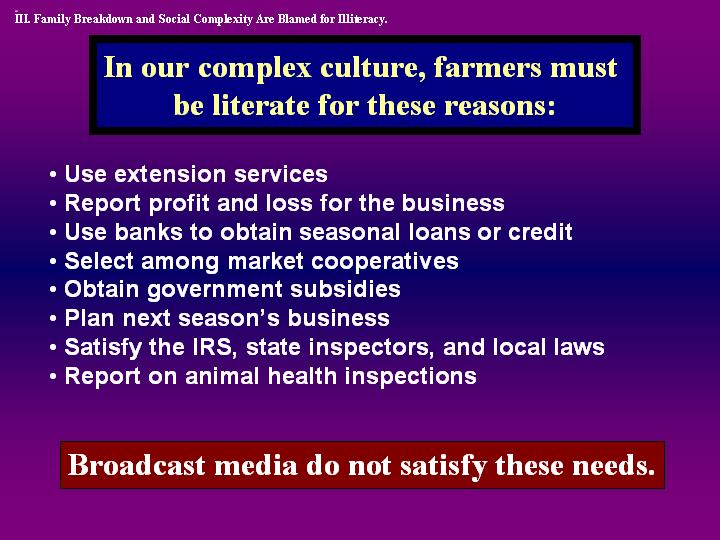 III. Family Breakdown and Social Complexity Are Blamed for Illiteracy.
In our complex culture, farmers must
be literate for these reasons:
• Use extension services
• Report profit and loss for the business
• Use banks to obtain seasonal loans or credit
• Select among market cooperatives
• Obtain government subsidies
• Plan next season’s business
• Satisfy the IRS, state inspectors, and local laws
• Report on animal health inspections
Broadcast media do not satisfy these needs.